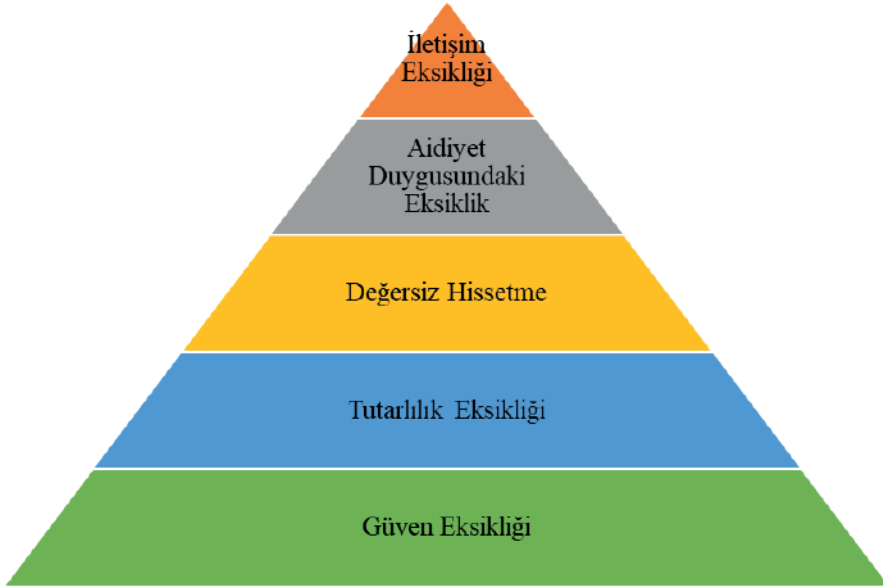 İletişim
Eksikliği
Aidiyet
Duygusundaki
Eksiklik
Değersiz Hissetme
Tutarlılık Eksikliği
Güven Eksikliği